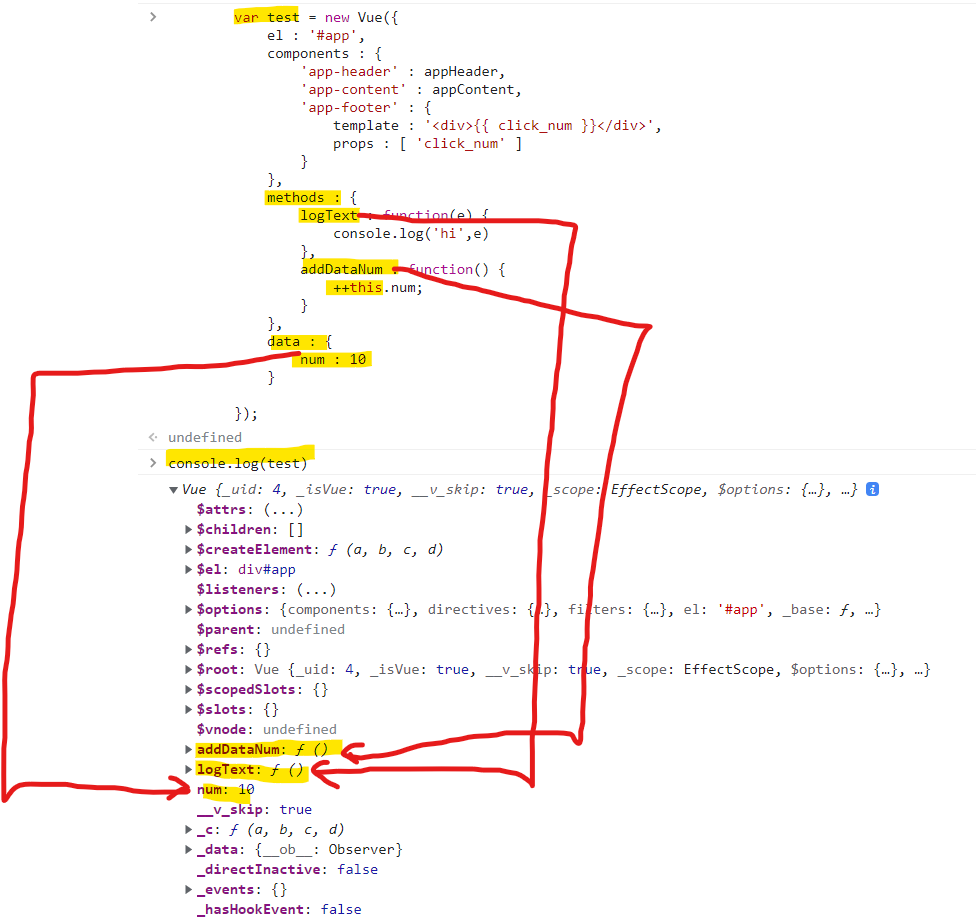 var test = new Vue({
el : '#app',
components : {
'app-header' : appHeader,
'app-content' : appContent,
'app-footer' : {
template : '<div>{{ click_num }}</div>',
props : [ 'click_num' ]
}
},
methods : {
logText : function(e) {
console.log('hi',e)
},
addDataNum : function() {
++this.num;
}
},
data : {
num : 10
}
});
undefined
console.log(test)
Vue {_uid: 4, _isVue: true, __v_skip: true, _scope: EffectScope, $options: {…}, …} i
$attrs: (...)
$children: []
$createElement: ƒ (a, b, c, d)
$el: div#app
$listeners: (...)
$options: {components: {…}, directives: {…}, filters: {…}, el: '#app', _base: ƒ, …}
$parent: undefined
$refs: {}
$root: Vue {_uid: 4, _isVue: true, __v_skip: true, _scope: EffectScope, $options: {…}, …}
$scopedSlots: {}
$slots: {}
$vnode: undefined
addDataNum: ƒ ()
logText: ƒ ()
num: 10
__v_skip: true
_c: ƒ (a, b, c, d)
_data: {__ob__: Observer}
_directInactive: false
_events: {}
_hasHookEvent: false